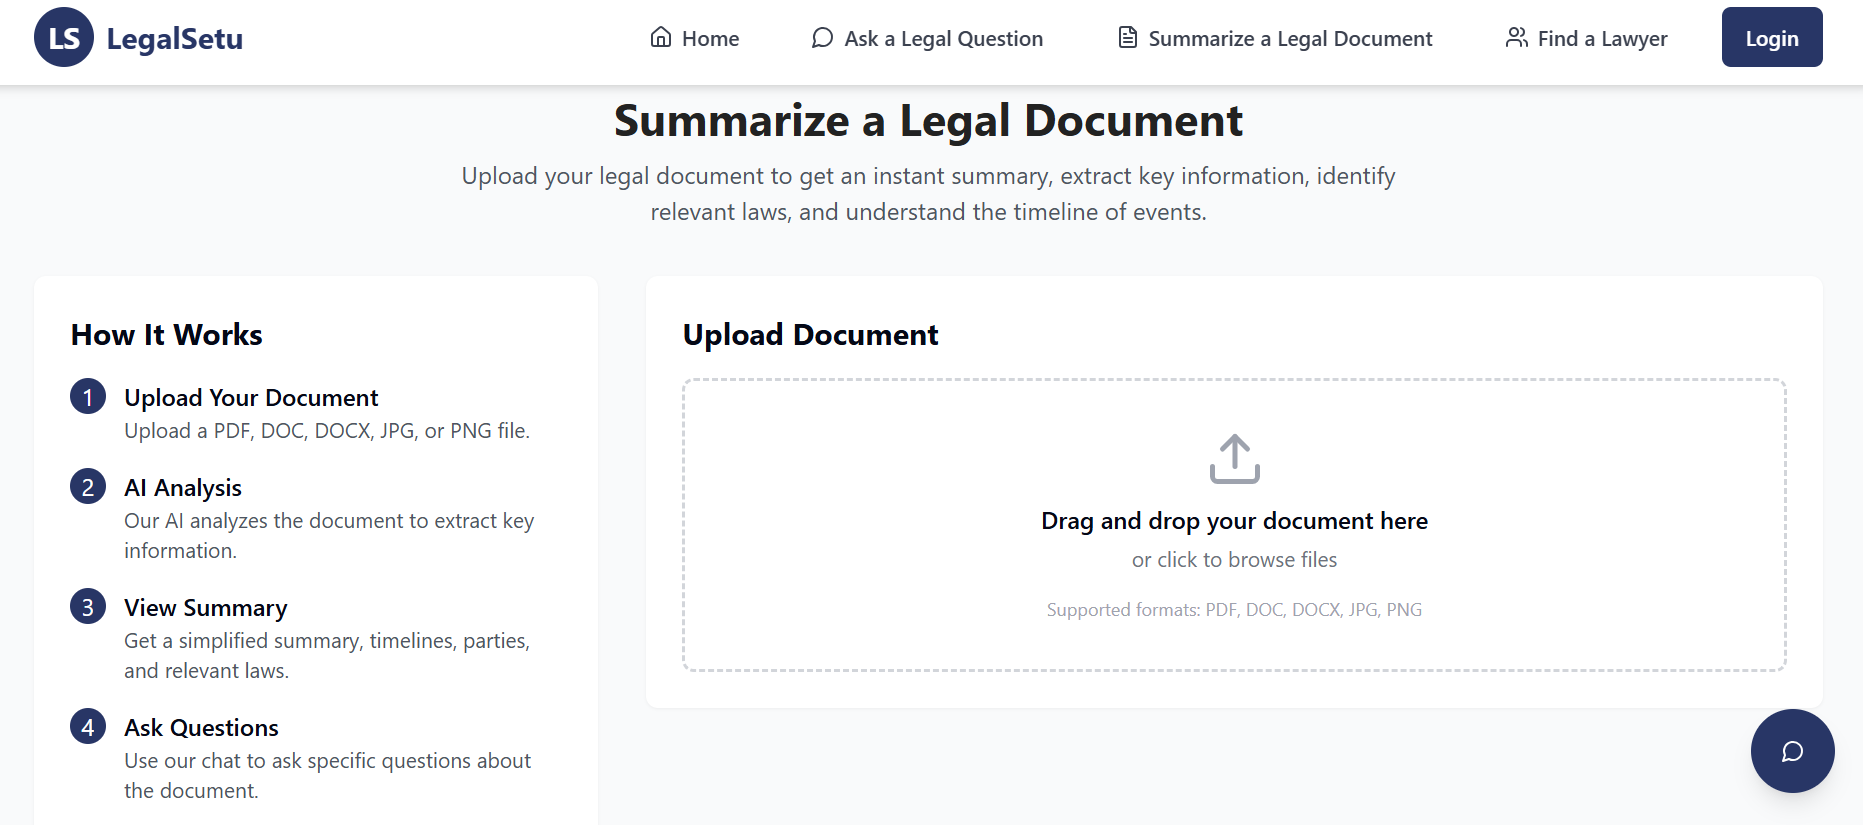 LS LegalSetu Home Ask a Legal Question Summarize a Legal Document Find a Lawyer Login
Summarize a Legal Document
Upload your legal document to get an instant summary, extract key information, identify
relevant laws, and understand the timeline of events.
How It Works
1 Upload Your Document
Upload a PDF, DOC, DOCX, JPG, or PNG file.
2 AI Analysis
Our AI analyzes the document to extract key
information.
3 View Summary
Get a simplified summary, timelines, parties,
and relevant laws.
4 Ask Questions
Use our chat to ask specific questions about
the document.
Upload Document
Drag and drop your document here
or click to browse files
Supported formats: PDF, DOC, DOCX, JPG, PNG